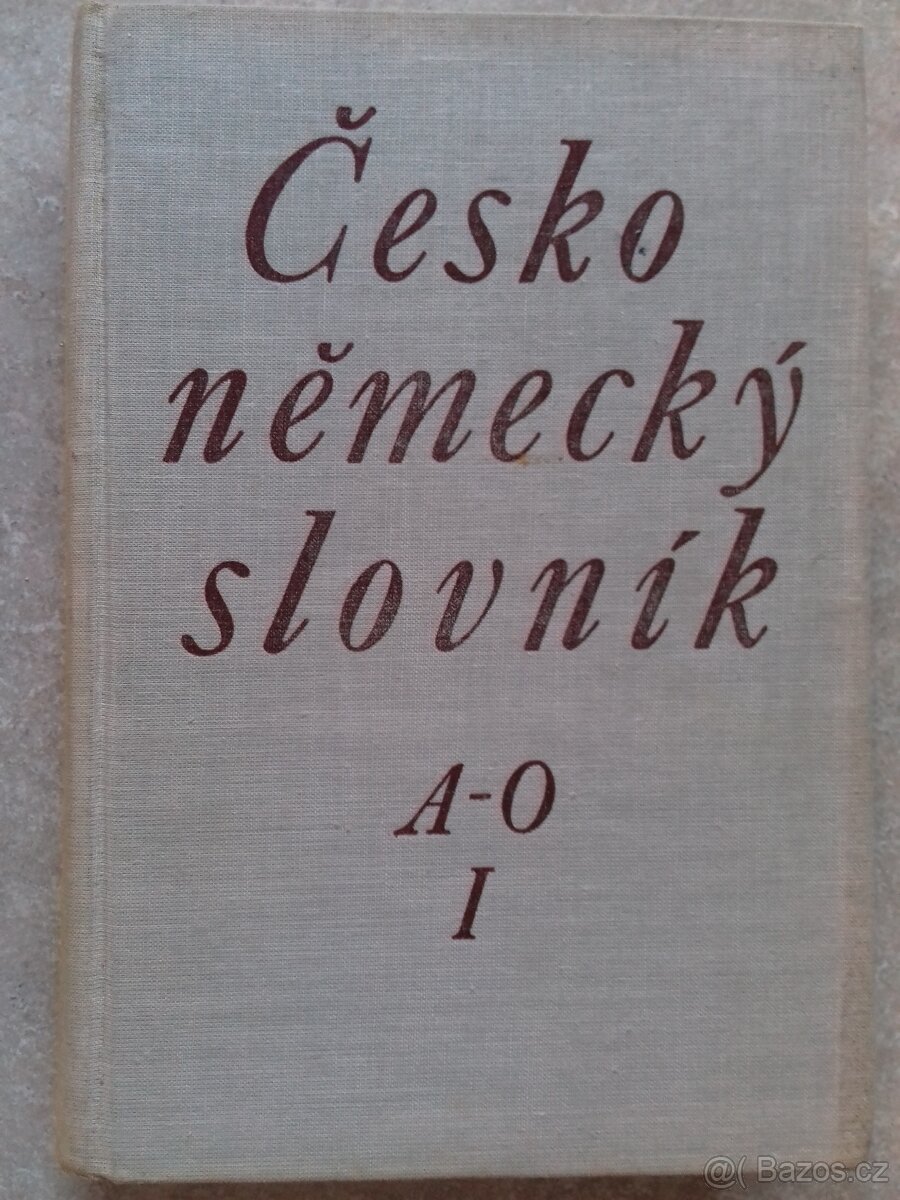 Česko
německý
slovník
A-O
I
@( Bazos.cz